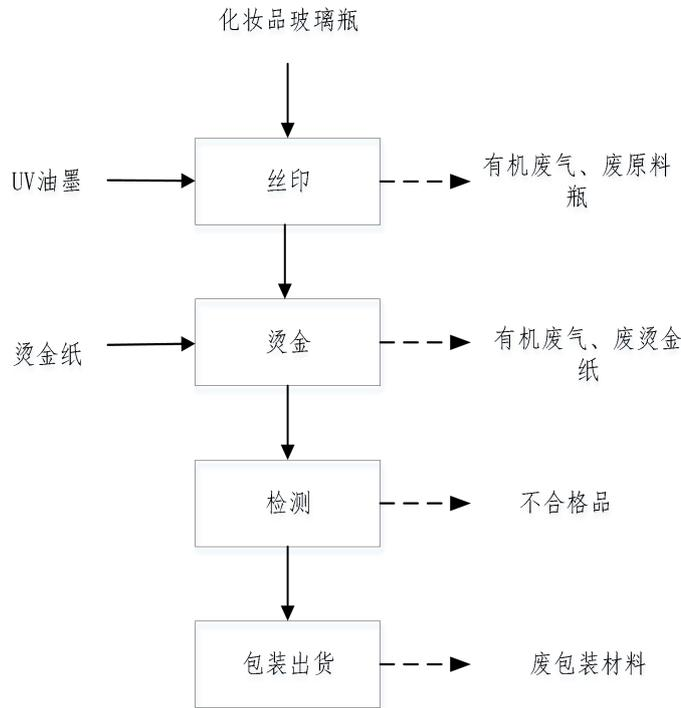 化妆品玻璃瓶
UV油墨
丝印
有机废气、废原料
瓶
烫金纸
烫金
有机废气、废烫金
纸
检测
不合格品
包装出货
废包装材料